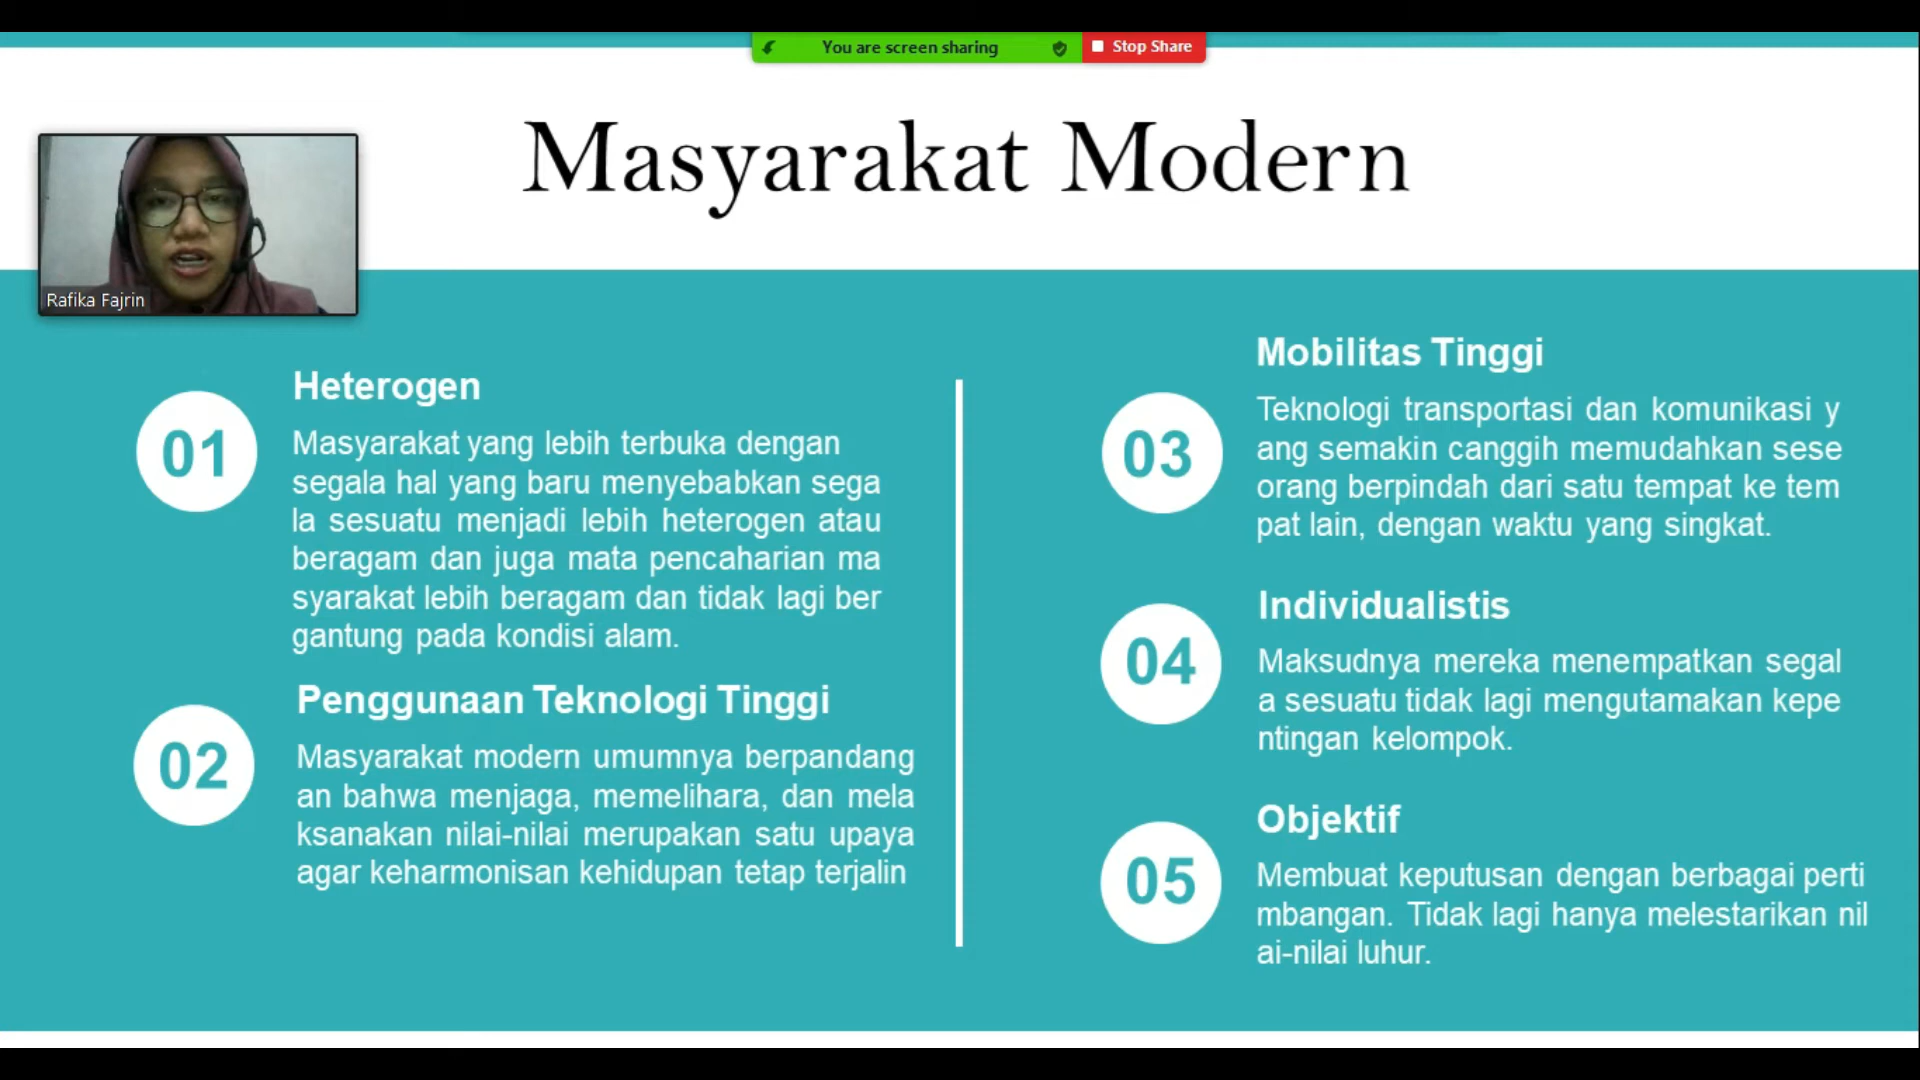 You are screen sharing
Stop Share
Masyarakat Modern
Rafika Fajrin
01
Heterogen
Masyarakat yang lebih terbuka dengan
segala hal yang baru menyebabkan sega
la sesuatu menjadi lebih heterogen atau
beragam dan juga mata pencaharian ma
syarakat lebih beragam dan tidak lagi ber
gantung pada kondisi alam.
02
Penggunaan Teknologi Tinggi
Masyarakat modern umumnya berpandang
an bahwa menjaga, memelihara, dan mela
ksanakan nilai-nilai merupakan satu upaya
agar keharmonisan kehidupan tetap terjalin
03
Mobilitas Tinggi
Teknologi transportasi dan komunikasi y
ang semakin canggih memudahkan sese
orang berpindah dari satu tempat ke tem
pat lain, dengan waktu yang singkat.
04
Individualistis
Maksudnya mereka menempatkan segal
a sesuatu tidak lagi mengutamakan kepe
ntingan kelompok.
05
Objektif
Membuat keputusan dengan berbagai perti
mbangan. Tidak lagi hanya melestarikan nil
ai-nilai luhur.